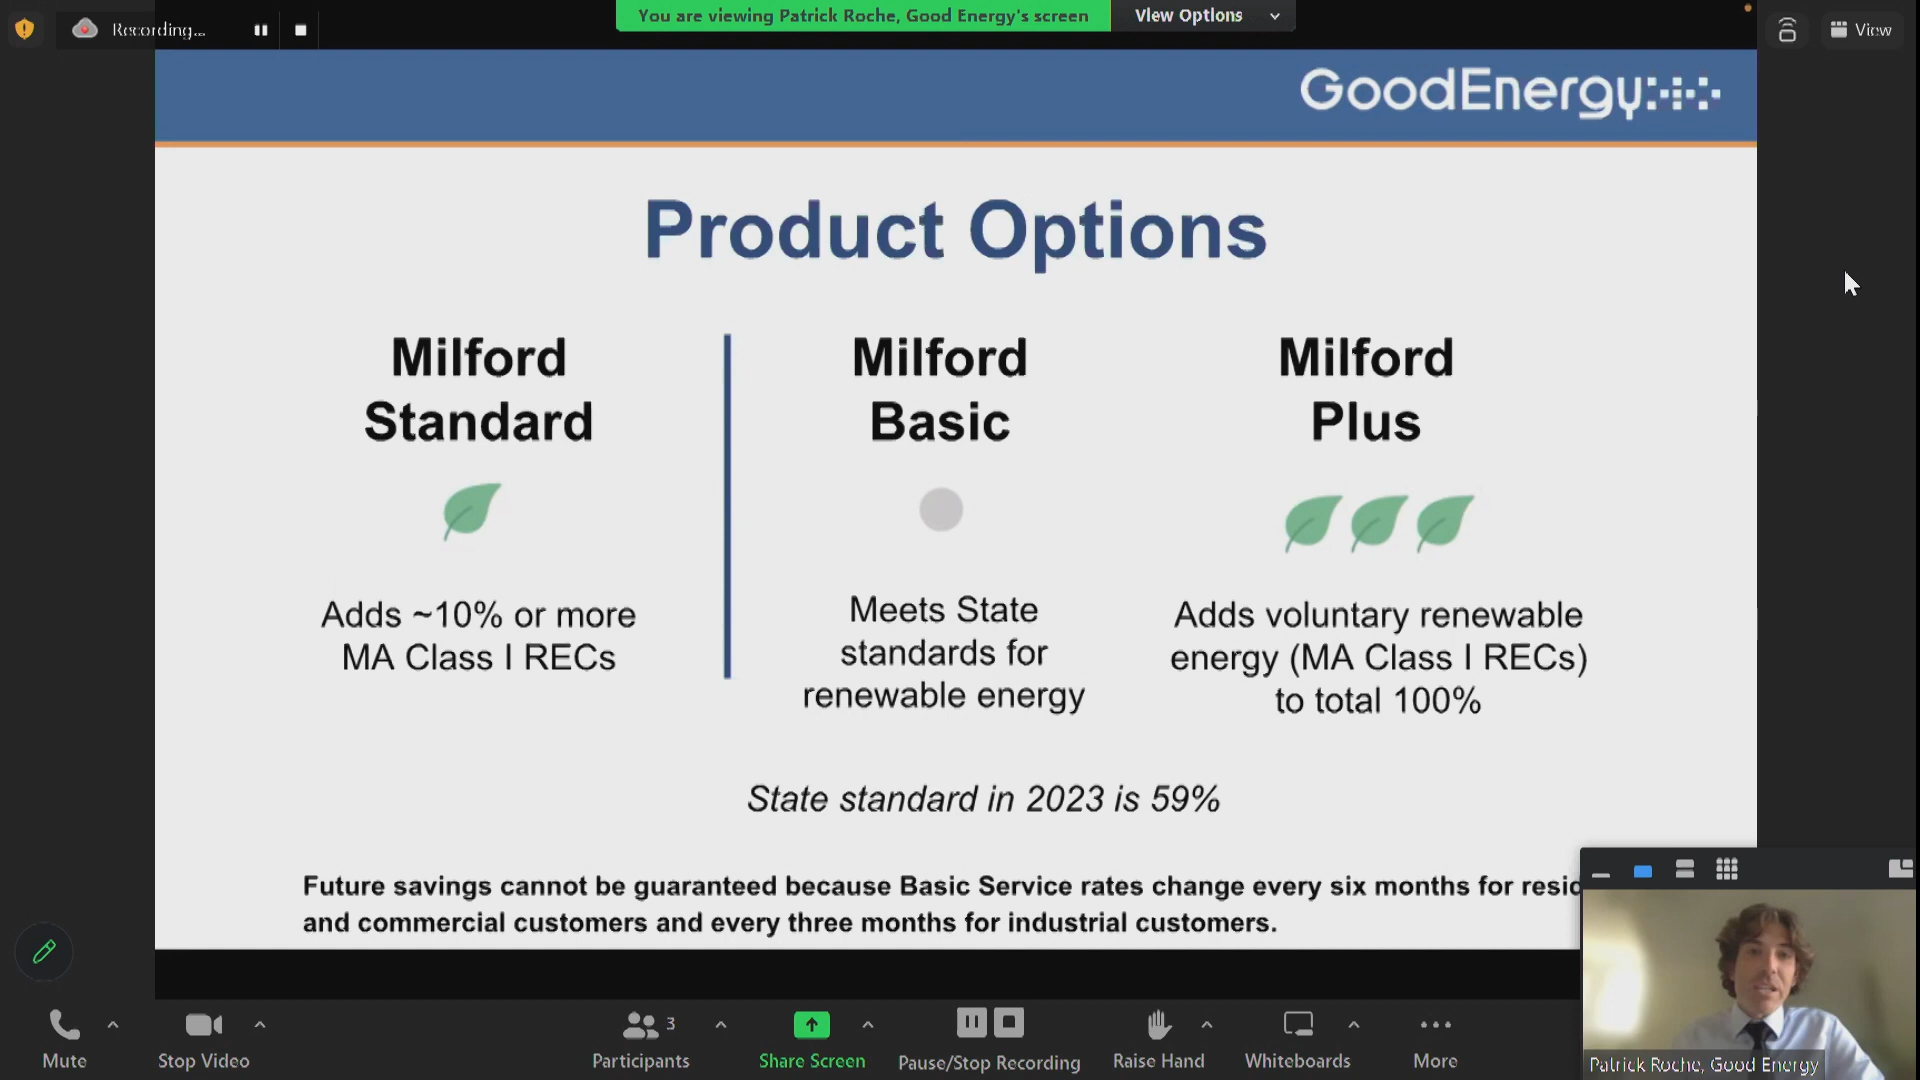 Recording...
You are viewing Patrick Roche, Good Energy's screen
View Options
View
GoodEnergy
Product Options
Milford
Standard
Adds ~10% or more
MA Class I RECs
Milford
Basic
Meets State
standards for
renewable energy
Milford
Plus
Adds voluntary renewable
energy (MA Class I RECs)
to total 100%
State standard in 2023 is 59%
Future savings cannot be guaranteed because Basic Service rates change every six months for resid
and commercial customers and every three months for industrial customers.
Patrick Roche, Good Energy
Mute
Stop Video
Participants
3
Share Screen
Pause/Stop Recording
Raise Hand
Whiteboards
More